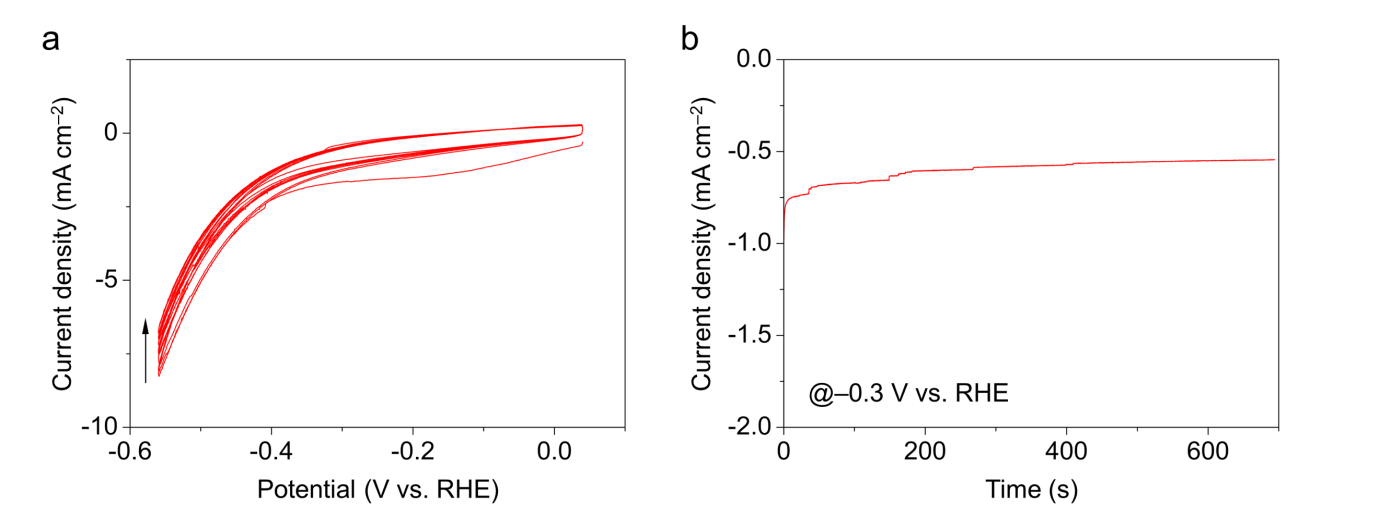 a
0
-5
-10
-0.6
-0.4
-0.2
0.0
Potential (V vs. RHE)
Current density (mA cm⁻²)
b
0.0
-0.5
-1.0
-1.5
-2.0
0
200
400
600
Time (s)
Current density (mA cm⁻²)
@–0.3 V vs. RHE